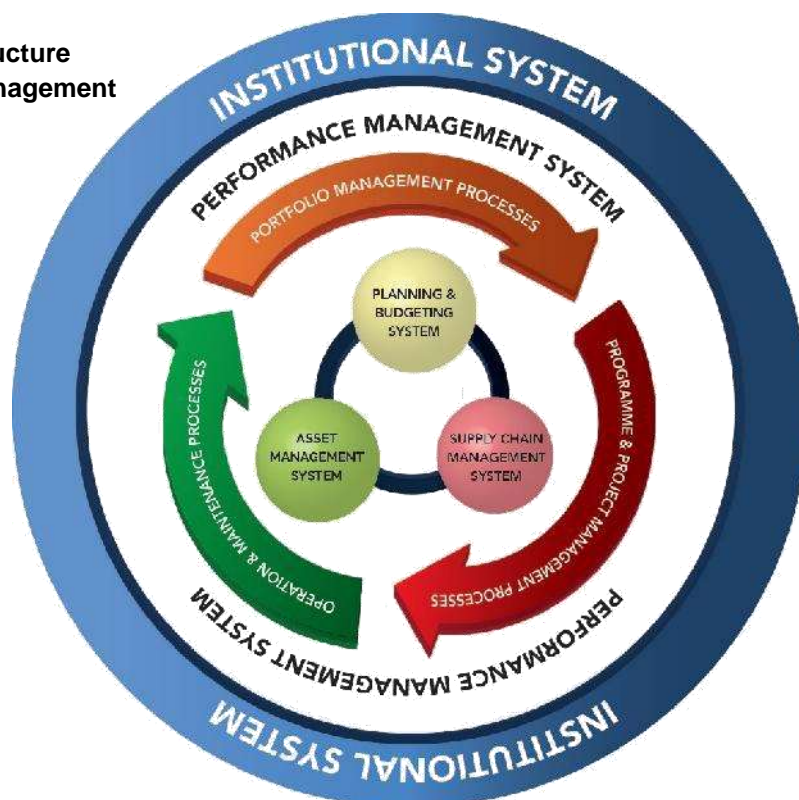 ucture
nagement
INSTITUTIONAL SYSTEM
PERFORMANCE MANAGEMENT SYSTEM
PORTFOLIO MANAGEMENT PROCESSES
PLANNING &
BUDGETING
SYSTEM
ASSET
MANAGEMENT
SYSTEM
SUPPLY CHAIN
MANAGEMENT
SYSTEM
PROGRAMME & PROJECT MANAGEMENT PROCESSES
OPERATION & MAINTENANCE PROCESSES
PERFORMANCE MANAGEMENT SYSTEM
INSTITUTIONAL SYSTEM